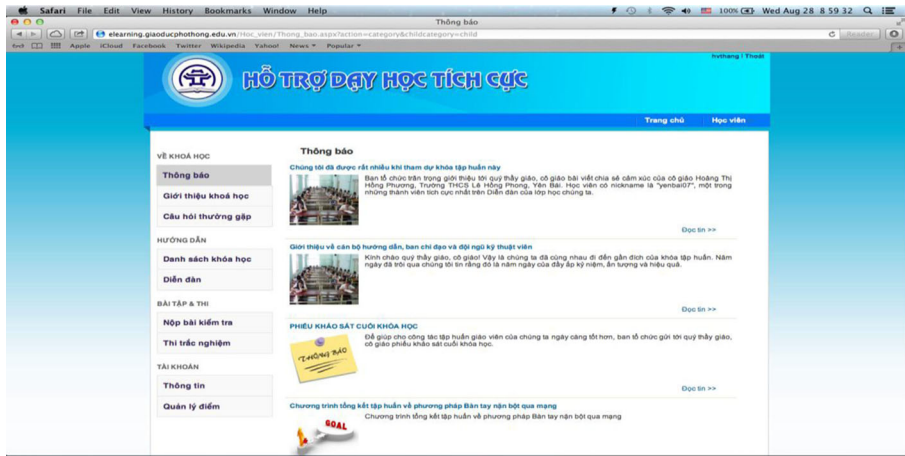 Safari File Edit View History Bookmarks Window Help 100% Wed Aug 28 8 59 32
Thông báo
elearning.giaoducphothong.edu.vn/Hoc_vien/Thong_bao.aspx?action=category&childcategory=child Reader
Apple iCloud Facebook Twitter Wikipedia Yahoo! News Popular
hvthang | Thoát
HỖ TRỢ DẠY HỌC TÍCH CỰC
Trang chủ Học viên
VỀ KHOÁ HỌC
Thông báo
Giới thiệu khoá học
Câu hỏi thường gặp
HƯỚNG DẪN
Danh sách khóa học
Diễn đàn
BÀI TẬP & THI
Nộp bài kiểm tra
Thi trắc nghiệm
TÀI KHOẢN
Thông tin
Quản lý điểm
Thông báo
Chúng tôi đã được rất nhiều khi tham dự khóa tập huấn này
Ban tổ chức trân trọng giới thiệu tới quý thầy giáo, cô giáo bài viết chia sẻ cảm xúc của cô giáo Hoàng Thị
Hồng Phương, Trường THCS Lê Hồng Phong, Yên Bái. Học viên có nickname là "yenbai07", một trong
những thành viên tích cực nhất trên Diễn đàn của lớp học chúng ta.
Đọc tin >>
Giới thiệu về cán bộ hướng dẫn, ban chỉ đạo và đội ngũ kỹ thuật viên
Kính chào quý thầy giáo, cô giáo! Vậy là chúng ta đã cùng nhau đi đến gần đích của khóa tập huấn. Năm
ngày đã trôi qua chúng tôi tin rằng đó là năm ngày của đầy ắp kỷ niệm, ấn tượng và hiệu quả.
Đọc tin >>
PHIẾU KHẢO SÁT CUỐI KHÓA HỌC
THÔNG BÁO
Để giúp cho công tác tập huấn giáo viên của chúng ta ngày càng tốt hơn, ban tổ chức gửi tới quý thầy giáo,
cô giáo phiếu khảo sát cuối khóa học.
Đọc tin >>
Chương trình tổng kết tập huấn về phương pháp Bàn tay nặn bột qua mạng
Chương trình tổng kết tập huấn về phương pháp Bàn tay nặn bột qua mạng
GOAL